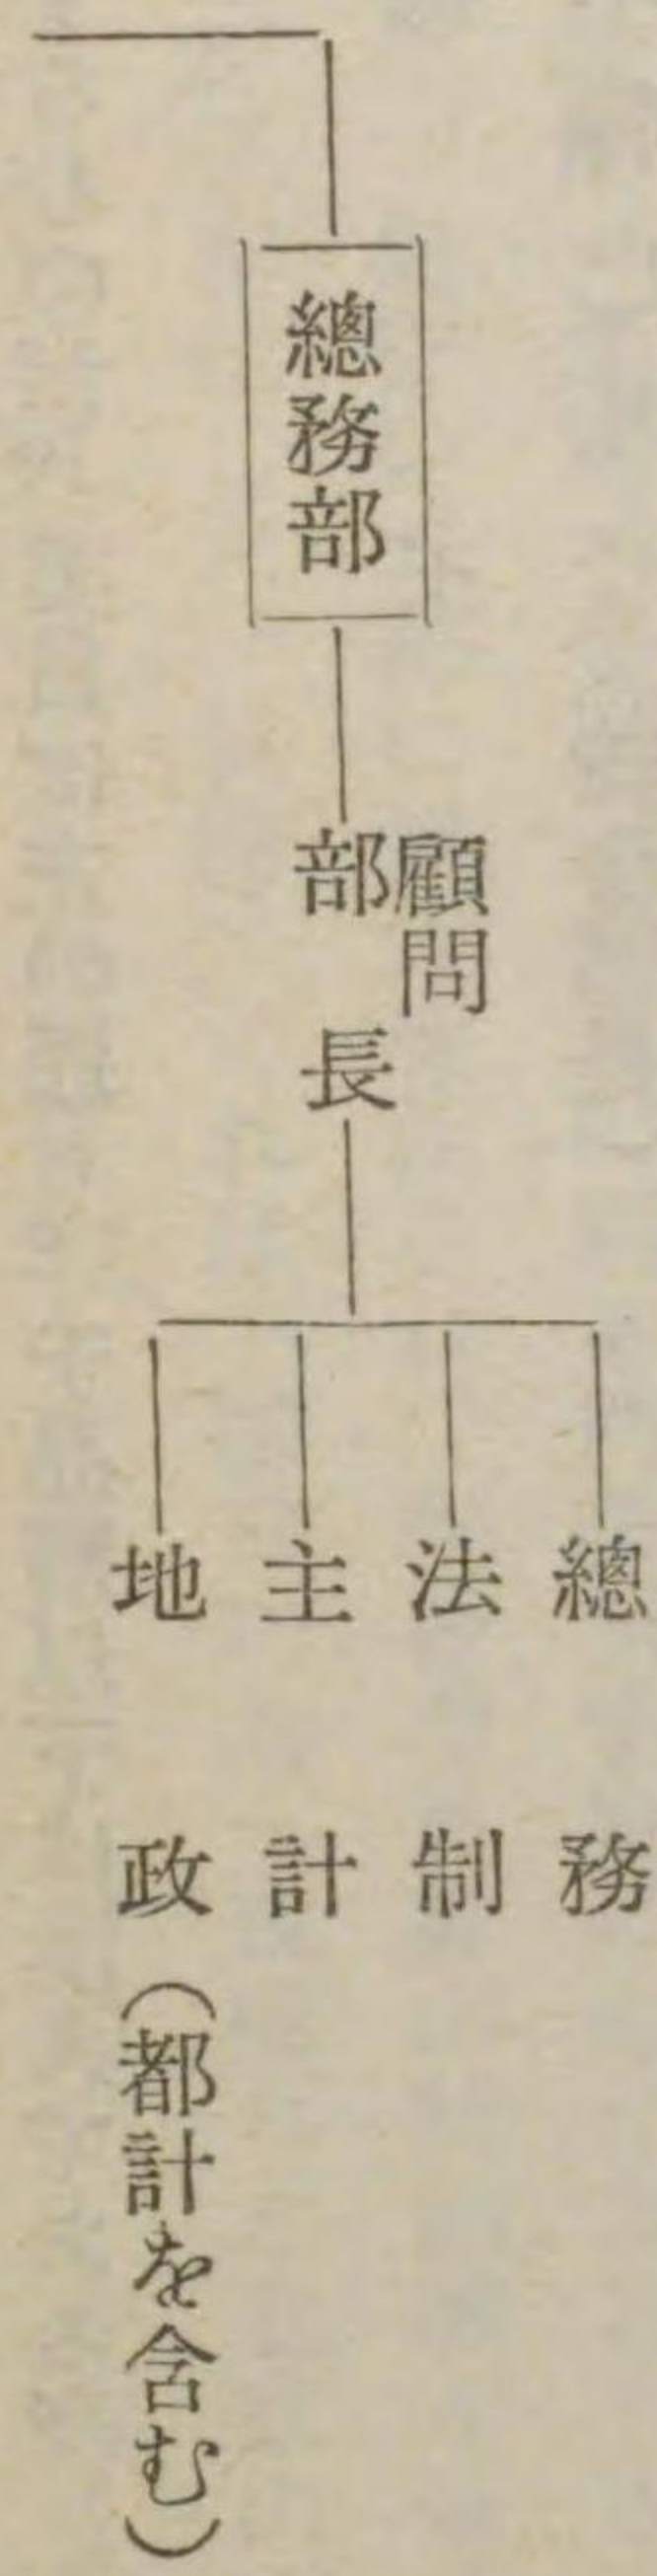 總務部
顧問
部長
總務
法制
主計
地政（都計を含む）